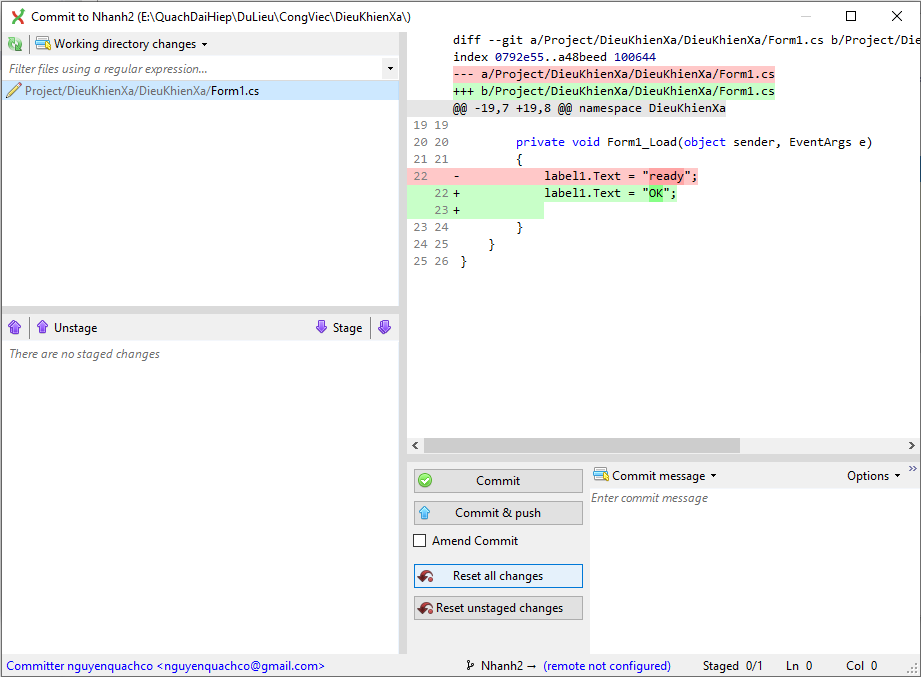 Commit to Nhanh2 (E:\QuachDaiHiep\DuLieu\CongViec\DieuKhienXa\)
Working directory changes
Filter files using a regular expression...
Project/DieuKhienXa/DieuKhienXa/Form1.cs
Unstage
Stage
There are no staged changes
diff --git a/Project/DieuKhienXa/DieuKhienXa/Form1.cs b/Project/Die
index 0792e55..a48beed 100644
--- a/Project/DieuKhienXa/DieuKhienXa/Form1.cs
+++ b/Project/DieuKhienXa/DieuKhienXa/Form1.cs
@@ -19,7 +19,8 @@ namespace DieuKhienXa
19 19
20 20 private void Form1_Load(object sender, EventArgs e)
21 21 {
22 - label1.Text = "ready";
22 + label1.Text = "OK";
23 +
23 24 }
24 25 }
25 26 }
Commit
Commit & push
Amend Commit
Reset all changes
Reset unstaged changes
Commit message
Options
Enter commit message
Committer nguyenquachco <nguyenquachco@gmail.com>
Nhanh2 → (remote not configured)
Staged 0/1
Ln 0
Col 0